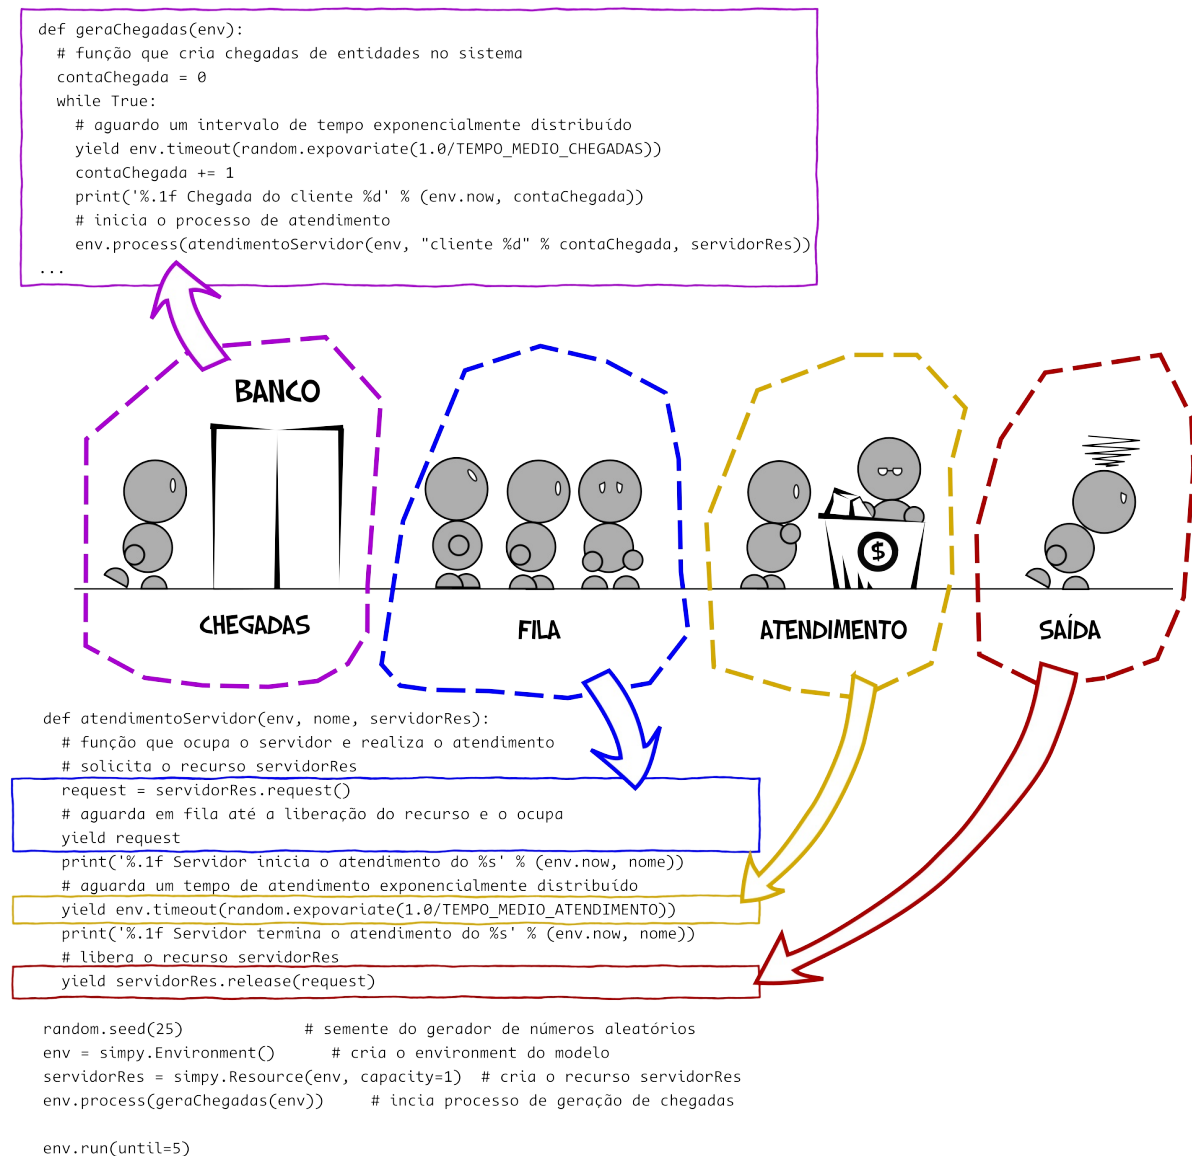 def geraChegadas(env):
  # função que cria chegadas de entidades no sistema
  contaChegada = 0
  while True:
    # aguardo um intervalo de tempo exponencialmente distribuído
    yield env.timeout(random.expovariate(1.0/TEMPO_MEDIO_CHEGADAS))
    contaChegada += 1
    print('%.1f Chegada do cliente %d' % (env.now, contaChegada))
    # inicia o processo de atendimento
    env.process(atendimentoServidor(env, "cliente %d" % contaChegada, servidorRes))
...
BANCO
$
CHEGADAS
FILA
ATENDIMENTO
SAÍDA
def atendimentoServidor(env, nome, servidorRes):
  # função que ocupa o servidor e realiza o atendimento
  # solicita o recurso servidorRes
  request = servidorRes.request()
  # aguarda em fila até a liberação do recurso e o ocupa
  yield request
  print('%.1f Servidor inicia o atendimento do %s' % (env.now, nome))
  # aguarda um tempo de atendimento exponencialmente distribuído
  yield env.timeout(random.expovariate(1.0/TEMPO_MEDIO_ATENDIMENTO))
  print('%.1f Servidor termina o atendimento do %s' % (env.now, nome))
  # libera o recurso servidorRes
  yield servidorRes.release(request)
random.seed(25)             # semente do gerador de números aleatórios
env = simpy.Environment()      # cria o environment do modelo
servidorRes = simpy.Resource(env, capacity=1)  # cria o recurso servidorRes
env.process(geraChegadas(env))     # incia processo de geração de chegadas
env.run(until=5)